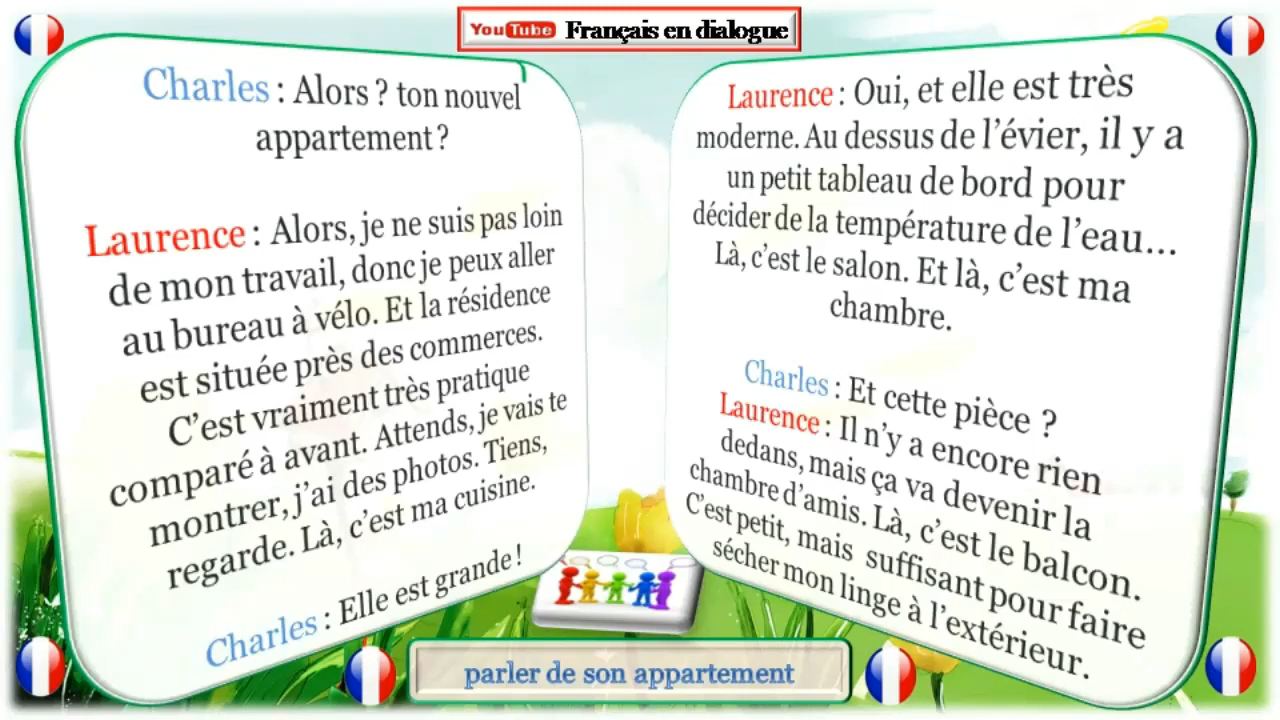 YouTube Français en dialogue
Charles : Alors ? ton nouvel
appartement ?
Laurence : Alors, je ne suis pas loin
de mon travail, donc je peux aller
au bureau à vélo. Et la résidence
est située près des commerces.
C’est vraiment très pratique
comparé à avant. Attends, je vais te
montrer, j’ai des photos. Tiens,
regarde. Là, c’est ma cuisine.
Charles : Elle est grande !
Laurence : Oui, et elle est très
moderne. Au dessus de l’évier, il y a
un petit tableau de bord pour
décider de la température de l’eau...
Là, c’est le salon. Et là, c’est ma
chambre.
Charles : Et cette pièce ?
Laurence : Il n’y a encore rien
dedans, mais ça va devenir la
chambre d’amis. Là, c’est le balcon.
C’est petit, mais suffisant pour faire
sécher mon linge à l’extérieur.
parler de son appartement